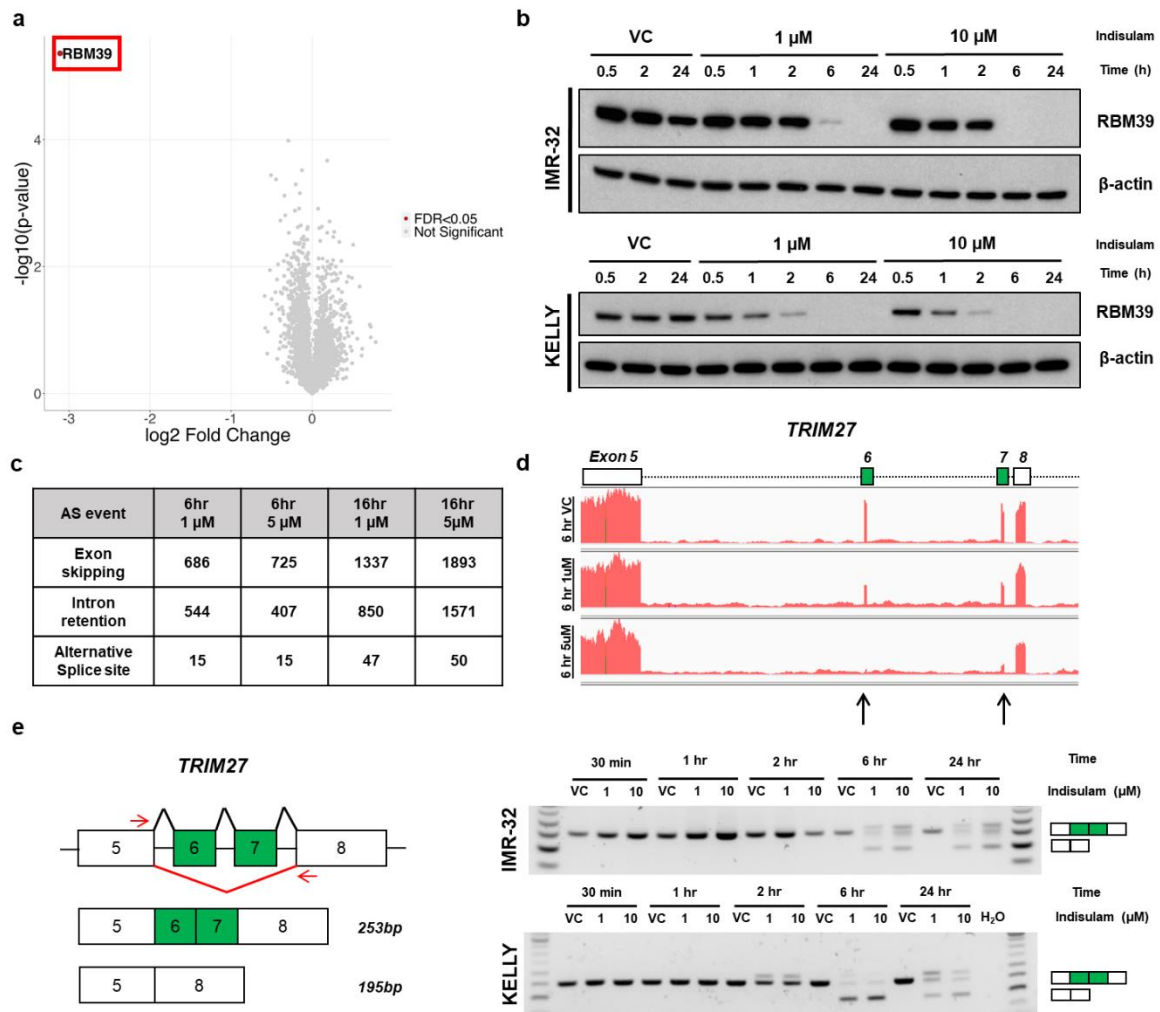 a
RBM39
4
2
0
-log10(p-value)
-3
-2
-1
0
log2 Fold Change
FDR<0.05
Not Significant
b
VC 1 µM 10 µM Indisulam
0.5 2 24 0.5 1 2 6 24 0.5 1 2 6 24 Time (h)
IMR-32
RBM39
β-actin
VC 1 µM 10 µM Indisulam
0.5 2 24 0.5 1 2 6 24 0.5 1 2 6 24 Time (h)
KELLY
RBM39
β-actin
c
AS event 6hr 1 µM 6hr 5 µM 16hr 1 µM 16hr 5µM
Exon skipping 686 725 1337 1893
Intron retention 544 407 850 1571
Alternative Splice site 15 15 47 50
d
TRIM27
Exon 5 6 7 8
6 hr VC
6 hr 1uM
6 hr 5uM
e
TRIM27
5 6 7 8
5 6 7 8 253bp
5 8 195bp
30 min 1 hr 2 hr 6 hr 24 hr Time
VC 1 10 VC 1 10 VC 1 10 VC 1 10 VC 1 10 Indisulam (µM)
IMR-32
30 min 1 hr 2 hr 6 hr 24 hr Time
VC 1 10 VC 1 10 VC 1 10 VC 1 10 VC 1 10 H₂O Indisulam (µM)
KELLY